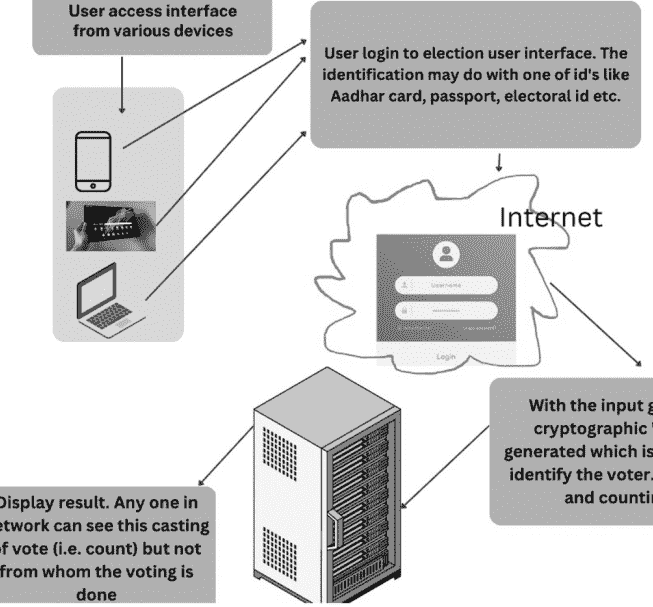 User access interface
from various devices
User login to election user interface. The
identification may do with one of id's like
Aadhar card, passport, electoral id etc.
Internet
Username
Login
With the input
cryptographic
generated which is
identify the voter.
and
Display result. Any one in
can see this casting
of vote (i.e. count) but not
from whom the voting is
done